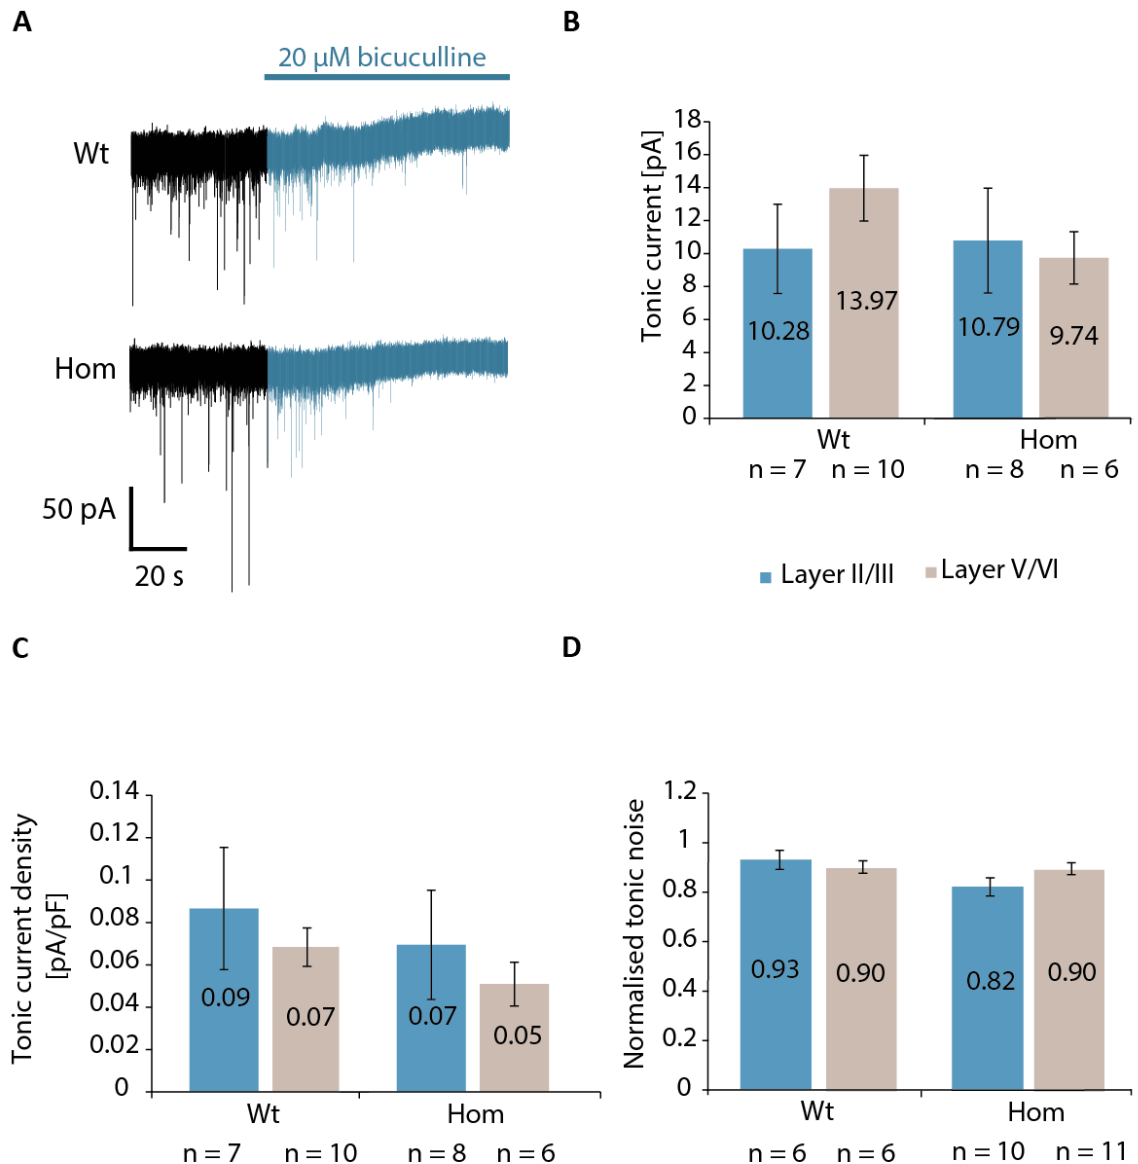 A
20 µM bicuculline
Wt
Hom
50 pA
20 s
B
Tonic current [pA]
18
16
14
12
10
8
6
4
2
0
10.28
13.97
10.79
9.74
Wt
Hom
n = 7
n = 10
n = 8
n = 6
Layer II/III
Layer V/VI
C
Tonic current density
[pA/pF]
0.14
0.12
0.1
0.08
0.06
0.04
0.02
0
0.09
0.07
0.07
0.05
Wt
Hom
n = 7
n = 10
n = 8
n = 6
D
Normalised tonic noise
1.2
1
0.8
0.6
0.4
0.2
0
0.93
0.90
0.82
0.90
Wt
Hom
n = 6
n = 6
n = 10
n = 11